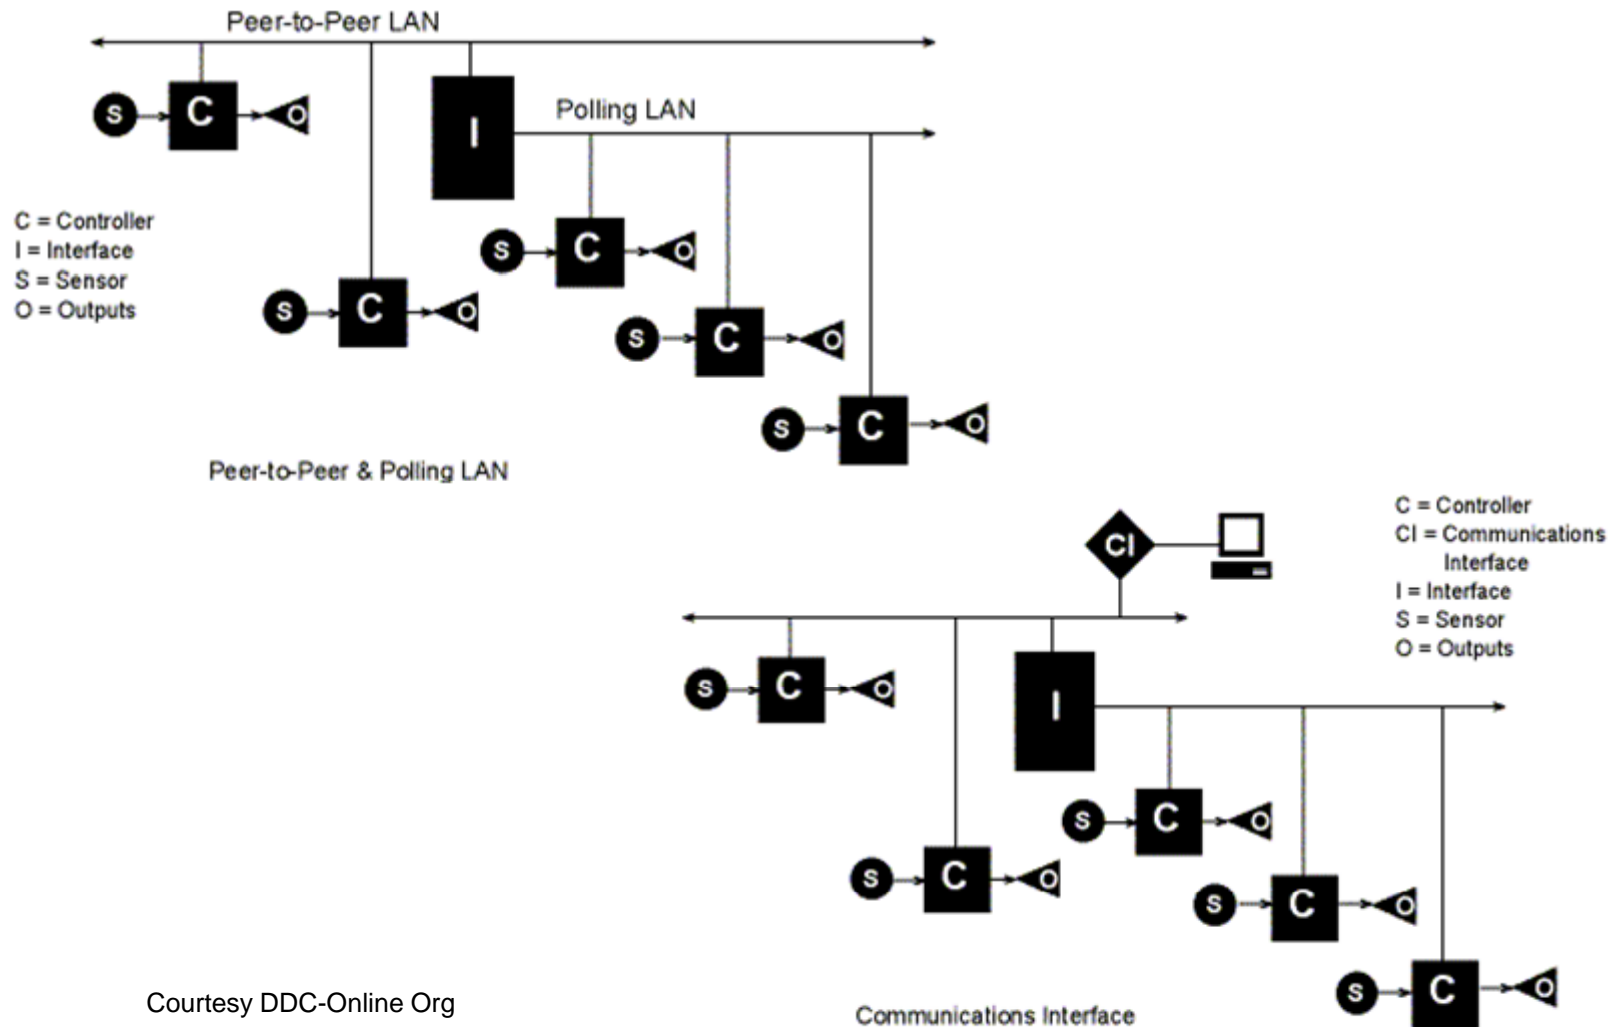 Peer-to-Peer LAN
S C O
I
Polling LAN
C = Controller
I = Interface
S = Sensor
O = Outputs
S C O
S C O
S C O
S C O
Peer-to-Peer & Polling LAN
CI
C = Controller
CI = Communications
Interface
I = Interface
S = Sensor
O = Outputs
S C O
I
S C O
S C O
S C O
S C O
Courtesy DDC-Online Org
Communications Interface